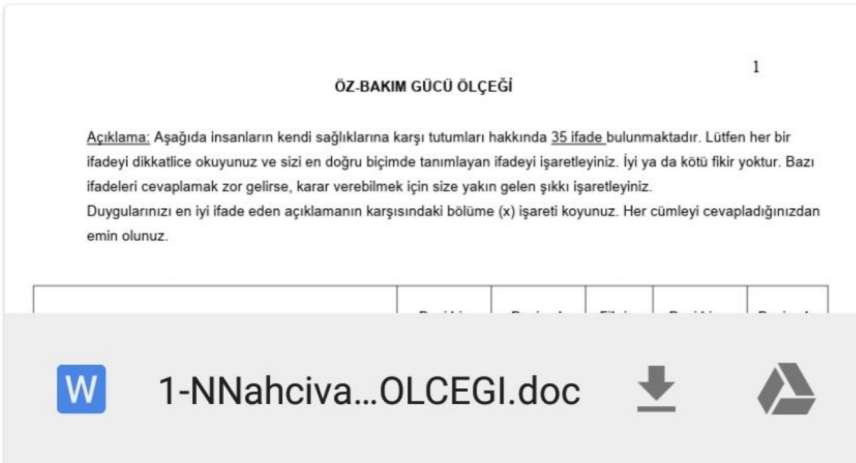 1
ÖZ-BAKIM GÜCÜ ÖLÇEĞİ
Açıklama: Aşağıda insanların kendi sağlıklarına karşı tutumları hakkında 35 ifade bulunmaktadır. Lütfen her bir
ifadeyi dikkatlice okuyunuz ve sizi en doğru biçimde tanımlayan ifadeyi işaretleyiniz. İyi ya da kötü fikir yoktur. Bazı
ifadeleri cevaplamak zor gelirse, karar verebilmek için size yakın gelen şıkkı işaretleyiniz.
Duygularınızı en iyi ifade eden açıklamanın karşısındaki bölüme (x) işareti koyunuz. Her cümleyi cevapladığınızdan
emin olunuz.
W 1-NNahciva...OLCEGI.doc